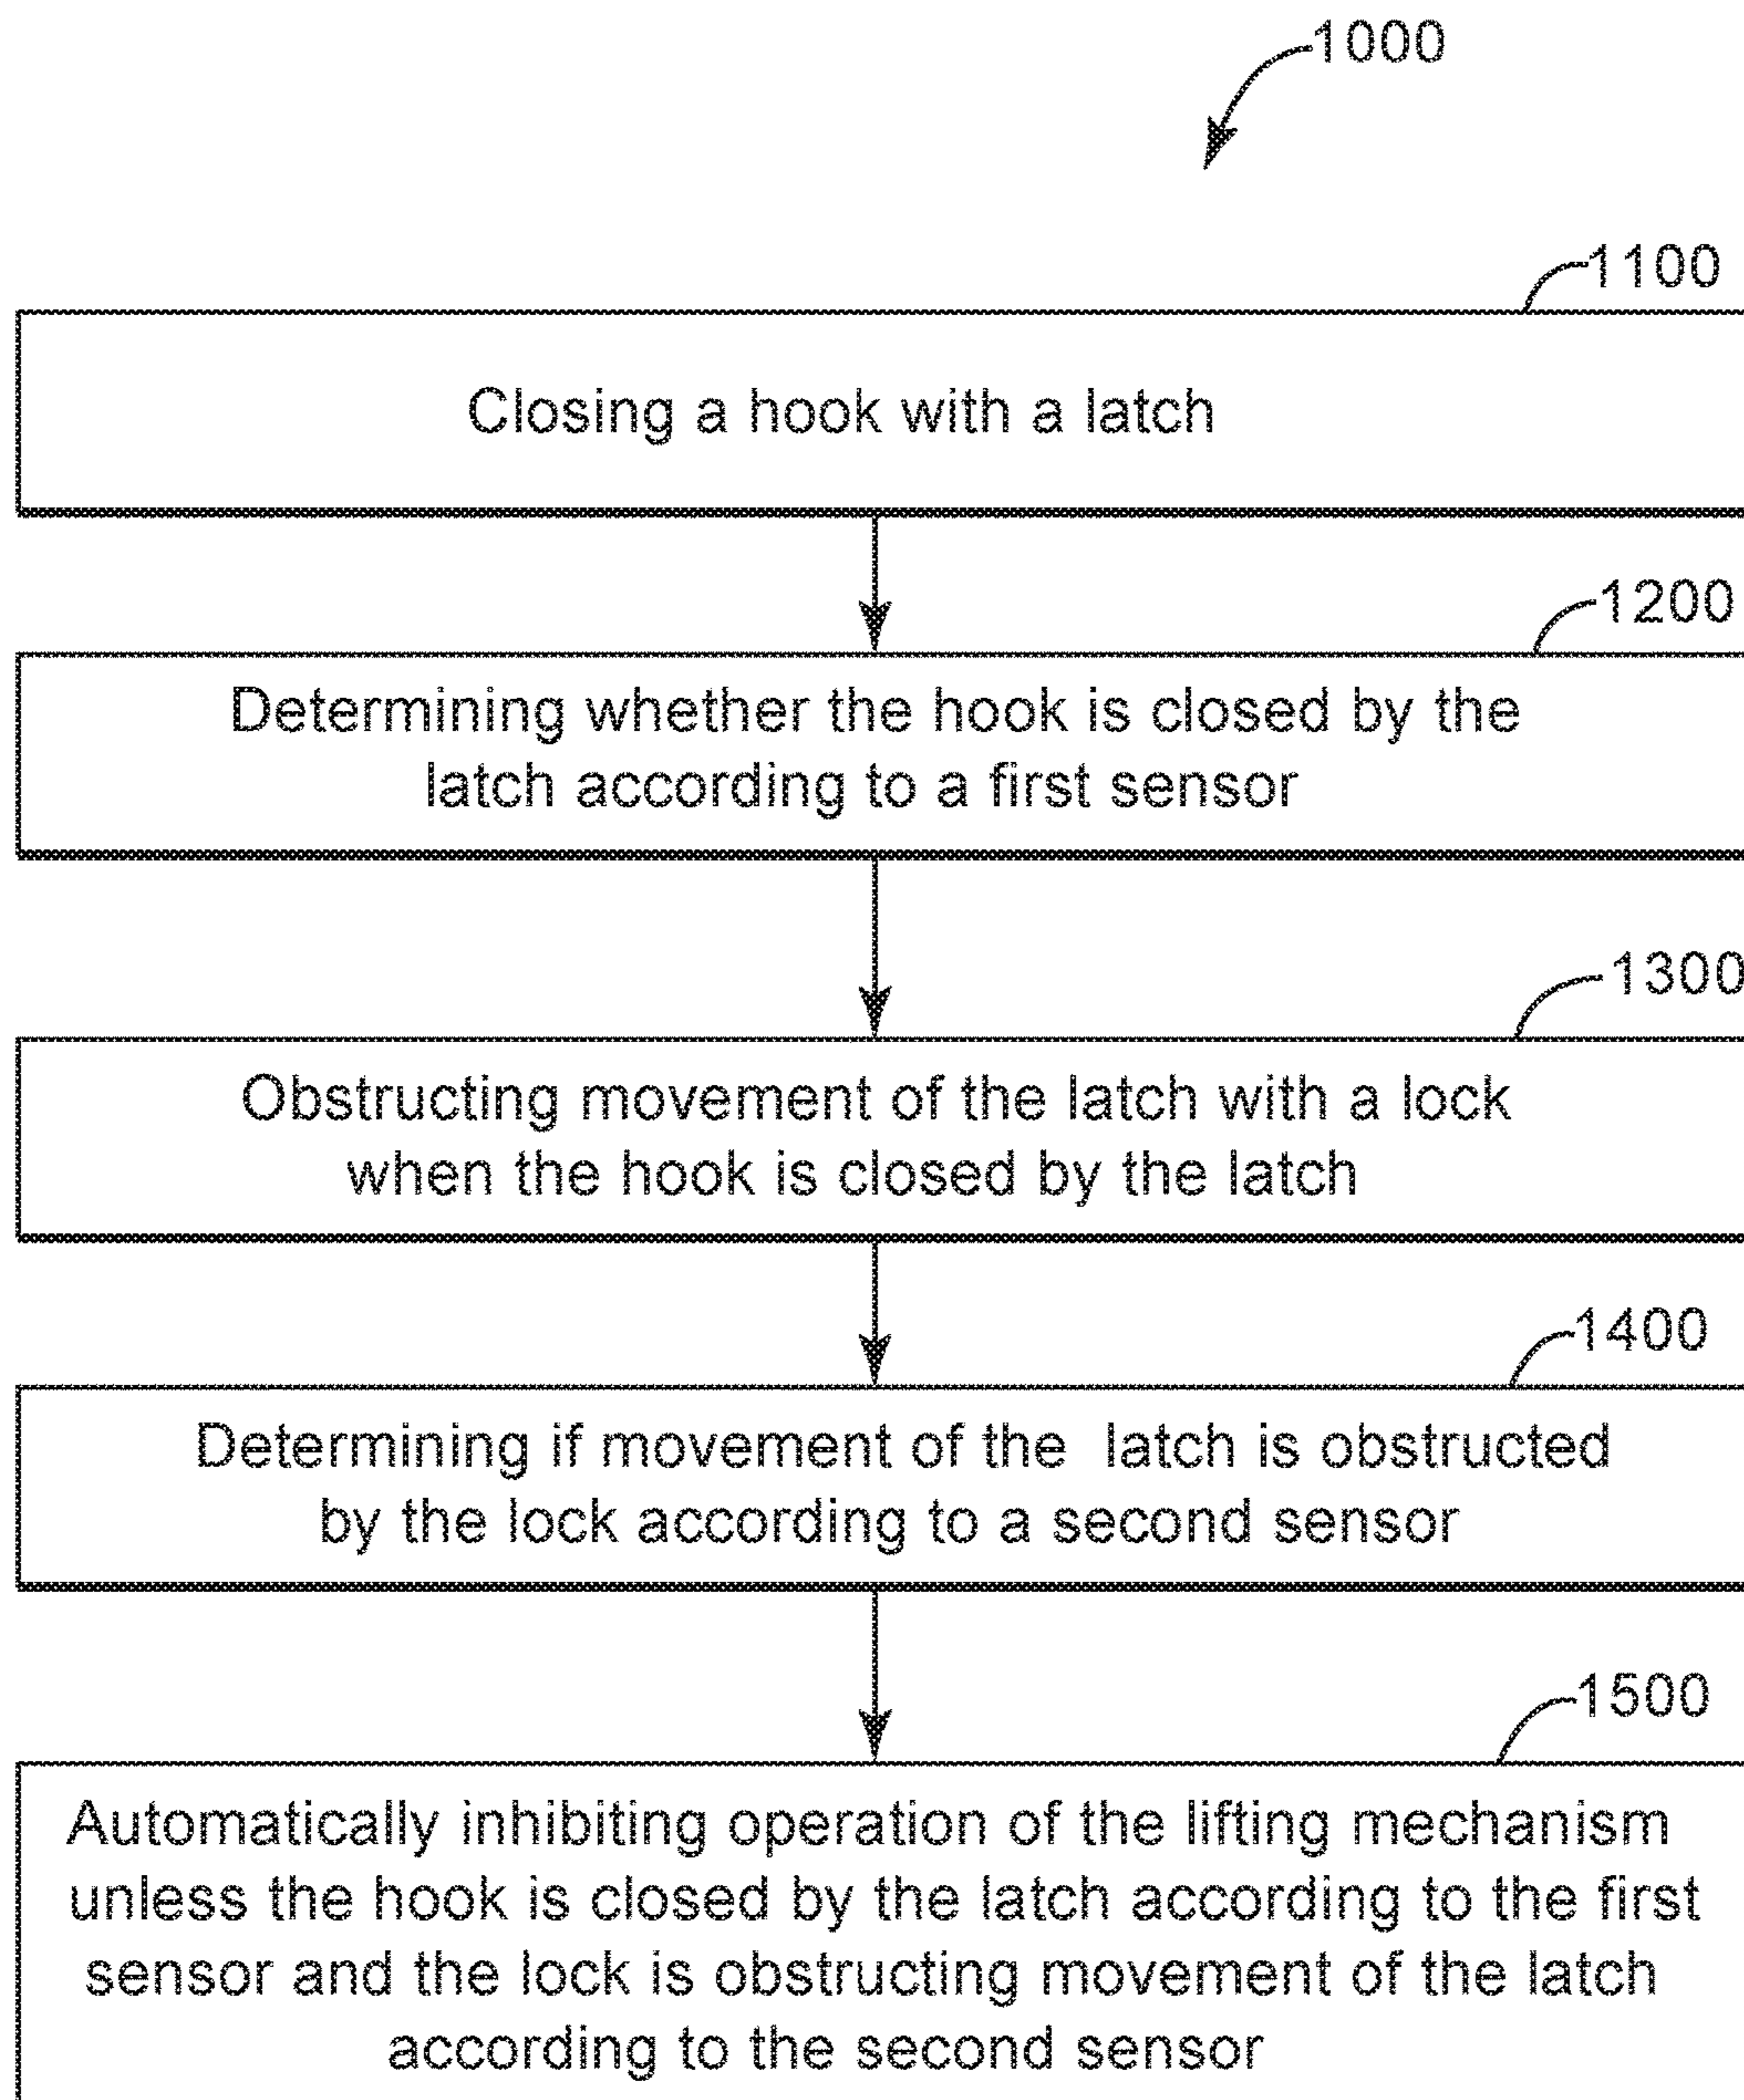 1000
1100
Closing a hook with a latch
1200
Determining whether the hook is closed by the
latch according to a first sensor
1300
Obstructing movement of the latch with a lock
when the hook is closed by the latch
1400
Determining if movement of the latch is obstructed
by the lock according to a second sensor
1500
Automatically inhibiting operation of the lifting mechanism
unless the hook is closed by the latch according to the first
sensor and the lock is obstructing movement of the latch
according to the second sensor